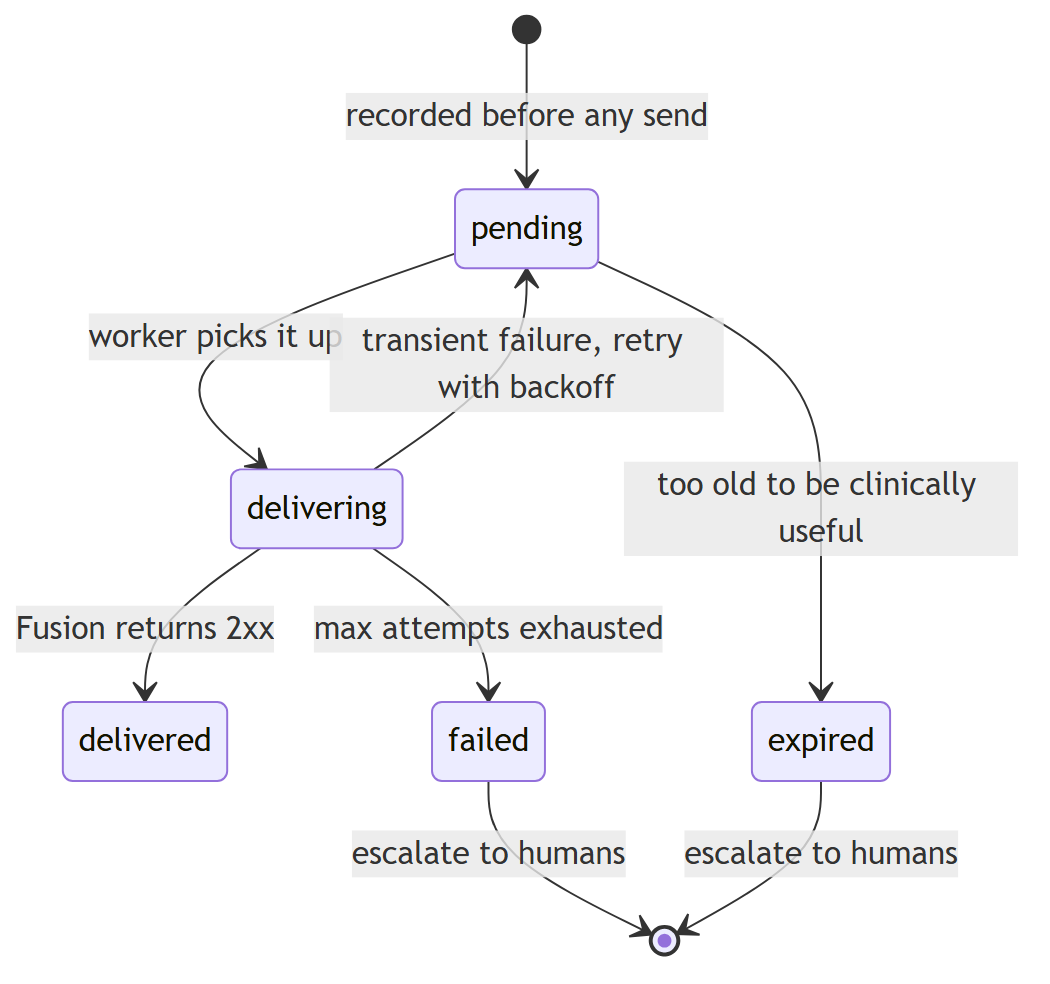 recorded before any send
pending
worker picks it up
transient failure, retry
with backoff
too old to be clinically
useful
delivering
Fusion returns 2xx
max attempts exhausted
delivered
failed
expired
escalate to humans
escalate to humans